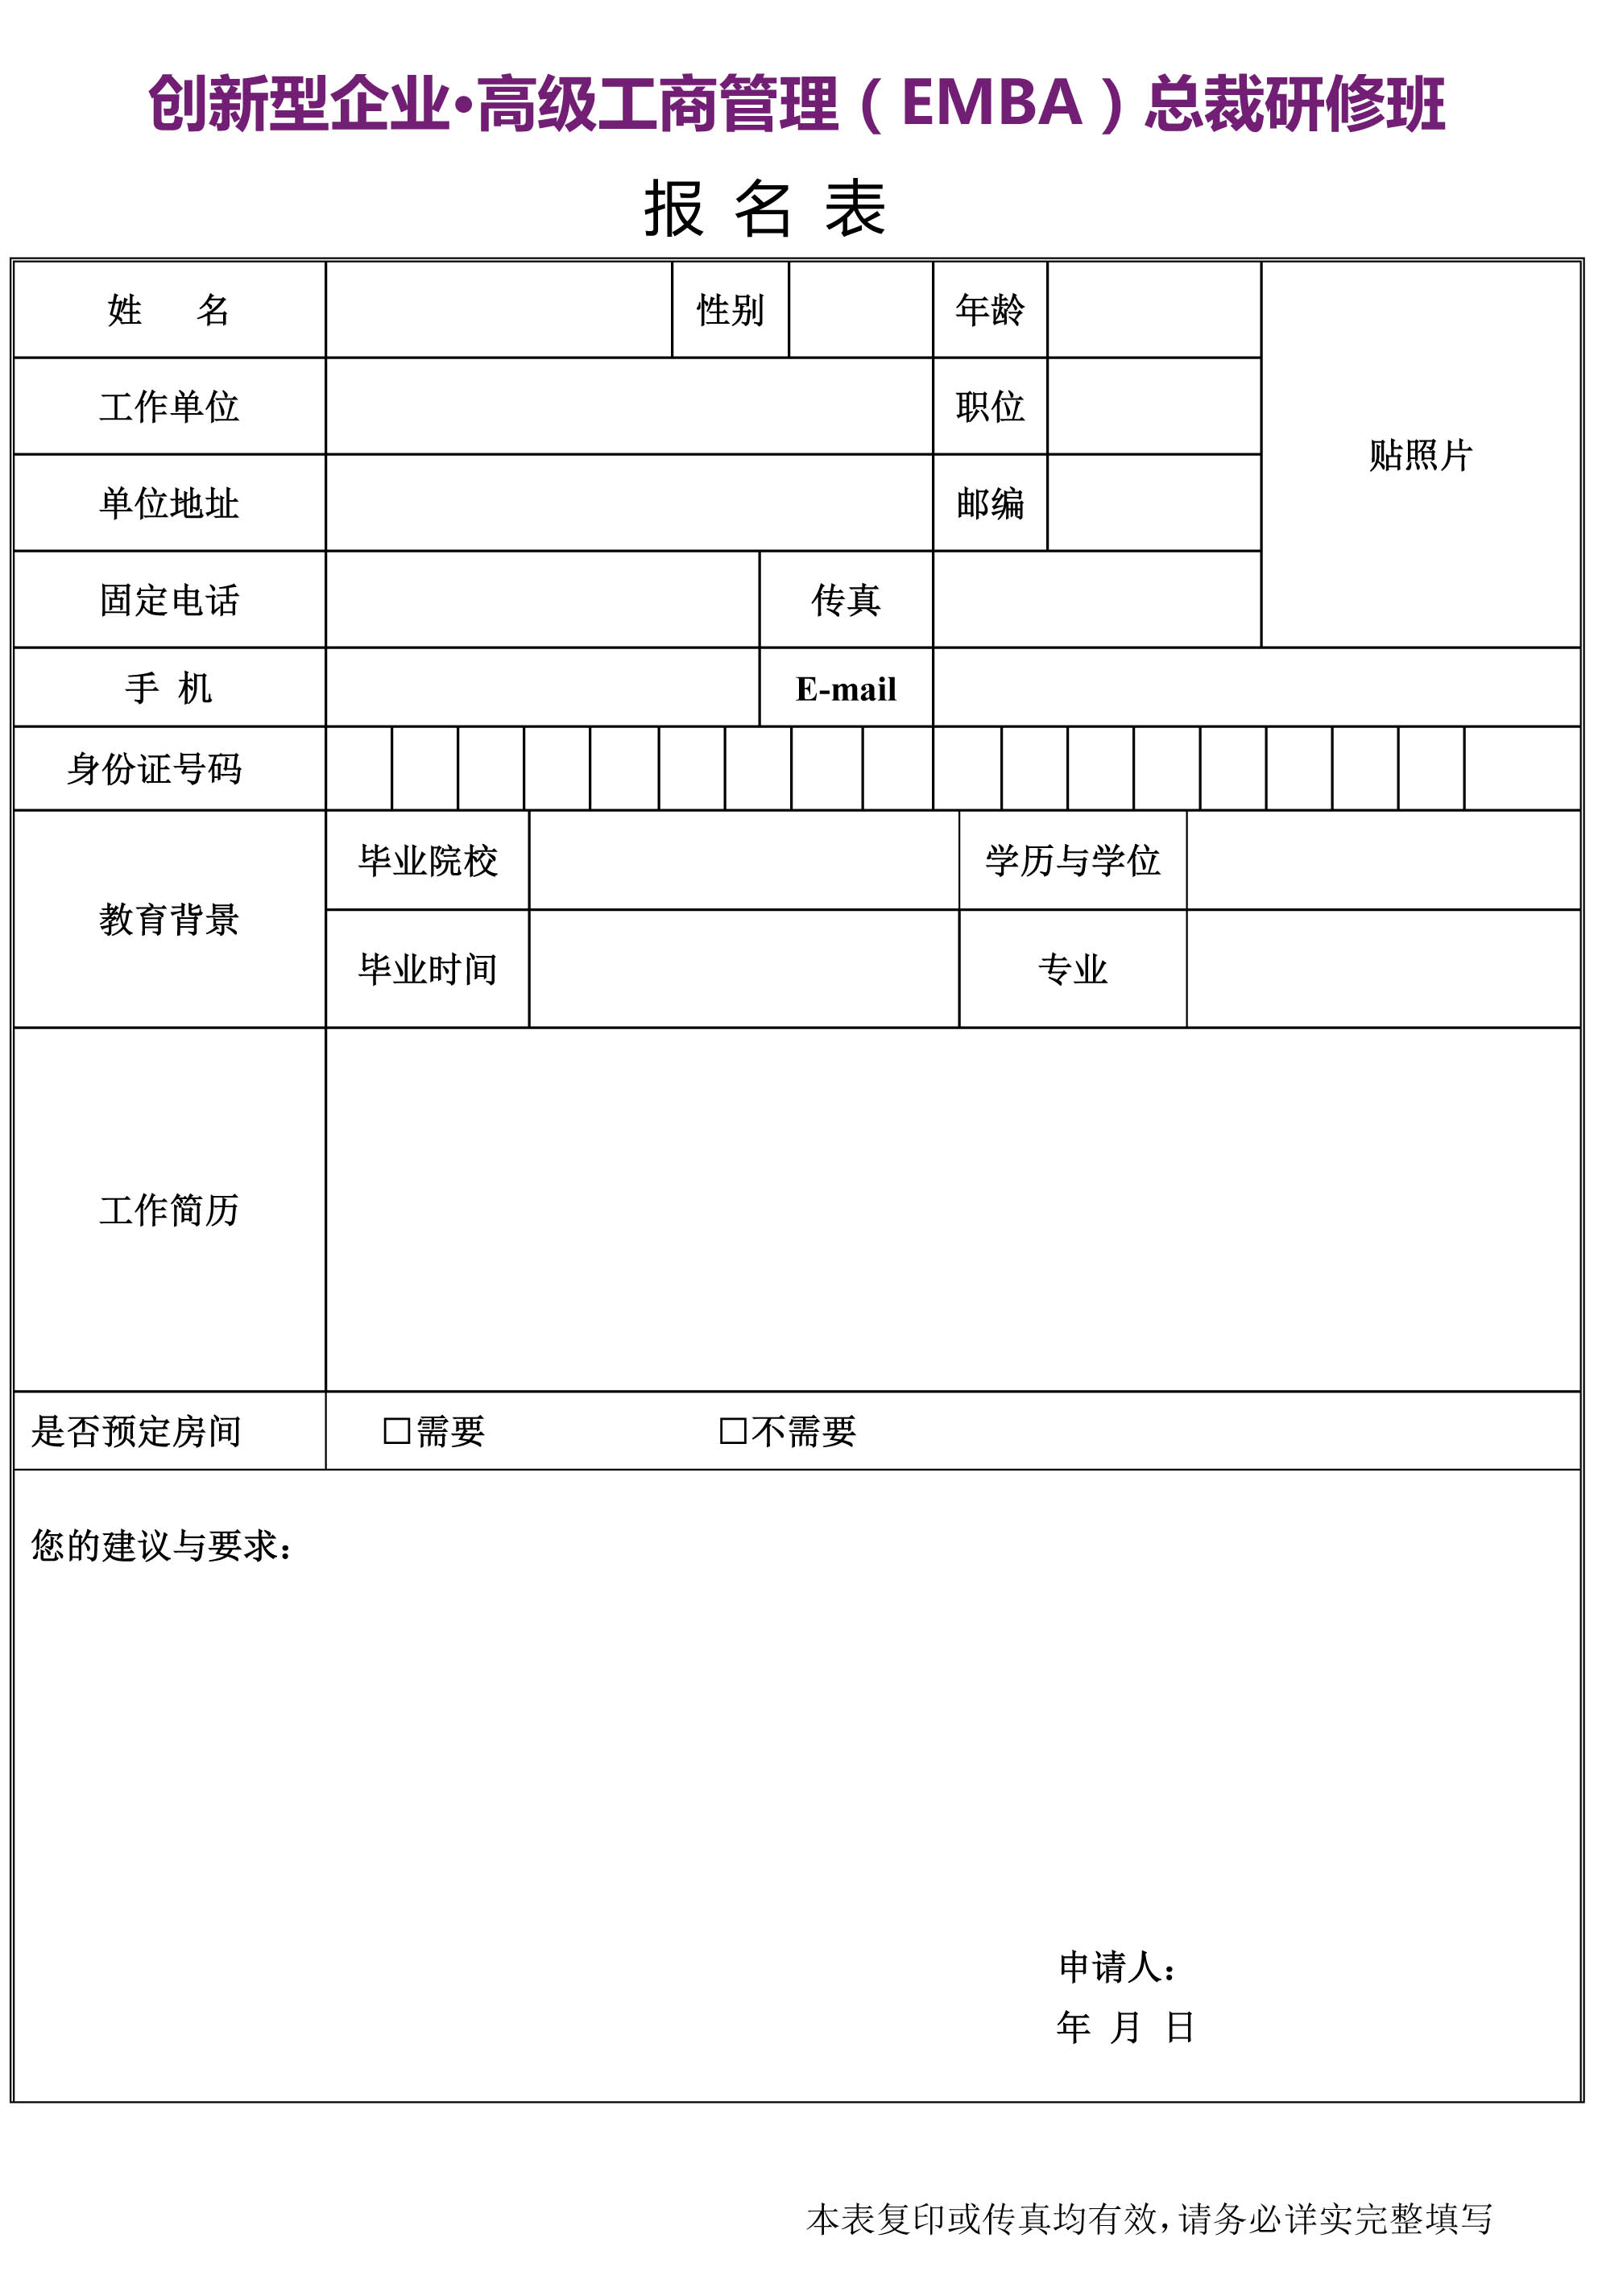 创新型企业·高级工商管理（EMBA）总裁研修班
报 名 表
姓 名 性别 年龄
工作单位 职位
贴照片
单位地址 邮编
固定电话 传真
手 机 E-mail
身份证号码
毕业院校 学历与学位
教育背景
毕业时间 专业
工作简历
是否预定房间 □需要 □不需要
您的建议与要求：
申请人：
年 月 日
本表复印或传真均有效，请务必详实完整填写